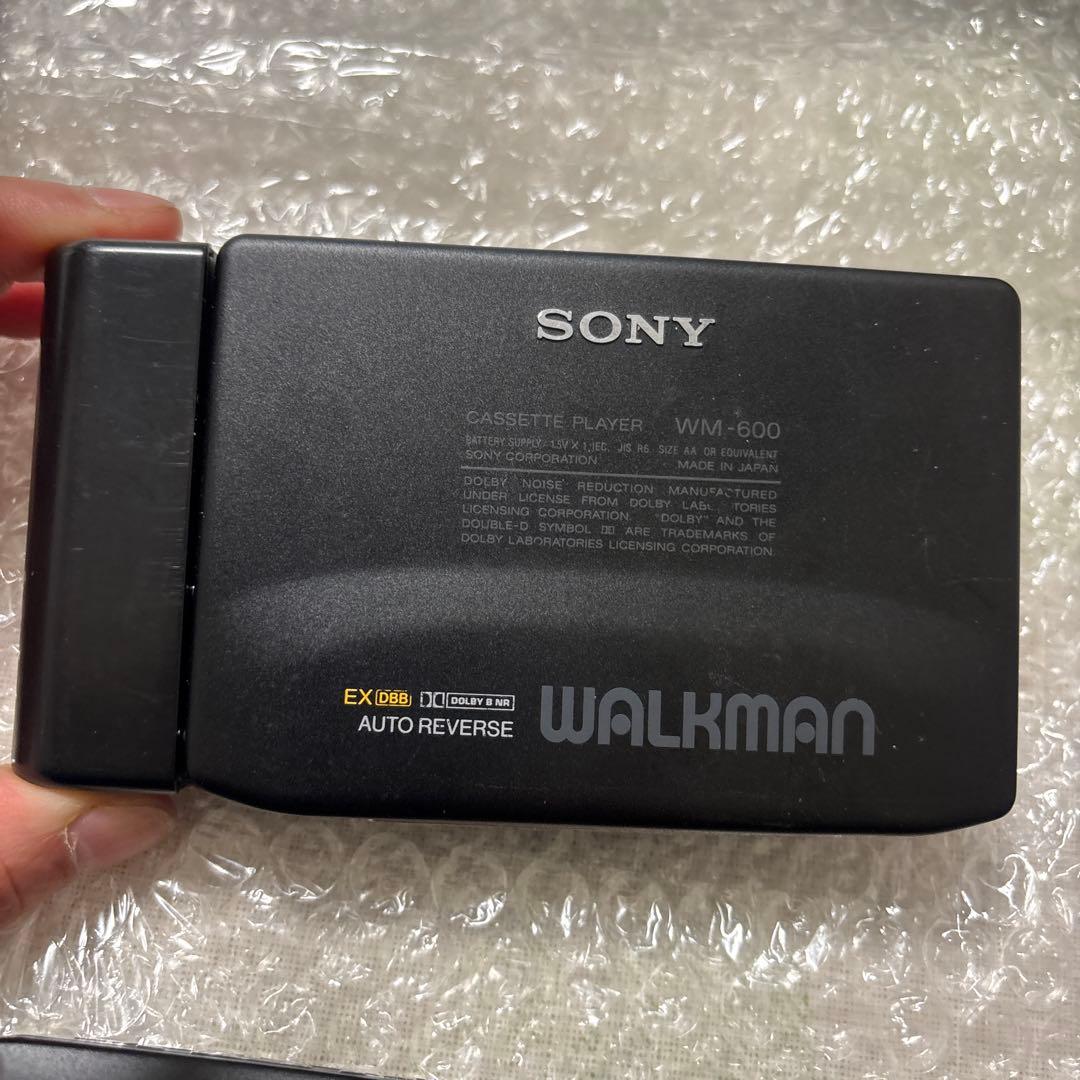 SONY
CASSETTE PLAYER WM-600
BATTERY SUPPLY: 1.5V X 1, IEC. JIS R6 SIZE AA OR EQUIVALENT
SONY CORPORATION MADE IN JAPAN
DOLBY NOISE REDUCTION MANUFACTURED
UNDER LICENSE FROM DOLBY
LICENSING CORPORATION. "DOLBY" AND THE
DOUBLE-D SYMBOL ARE TRADEMARKS OF
DOLBY LABORATORIES LICENSING CORPORATION.
EX DBB DOLBY B NR
AUTO REVERSE
WALKMAN